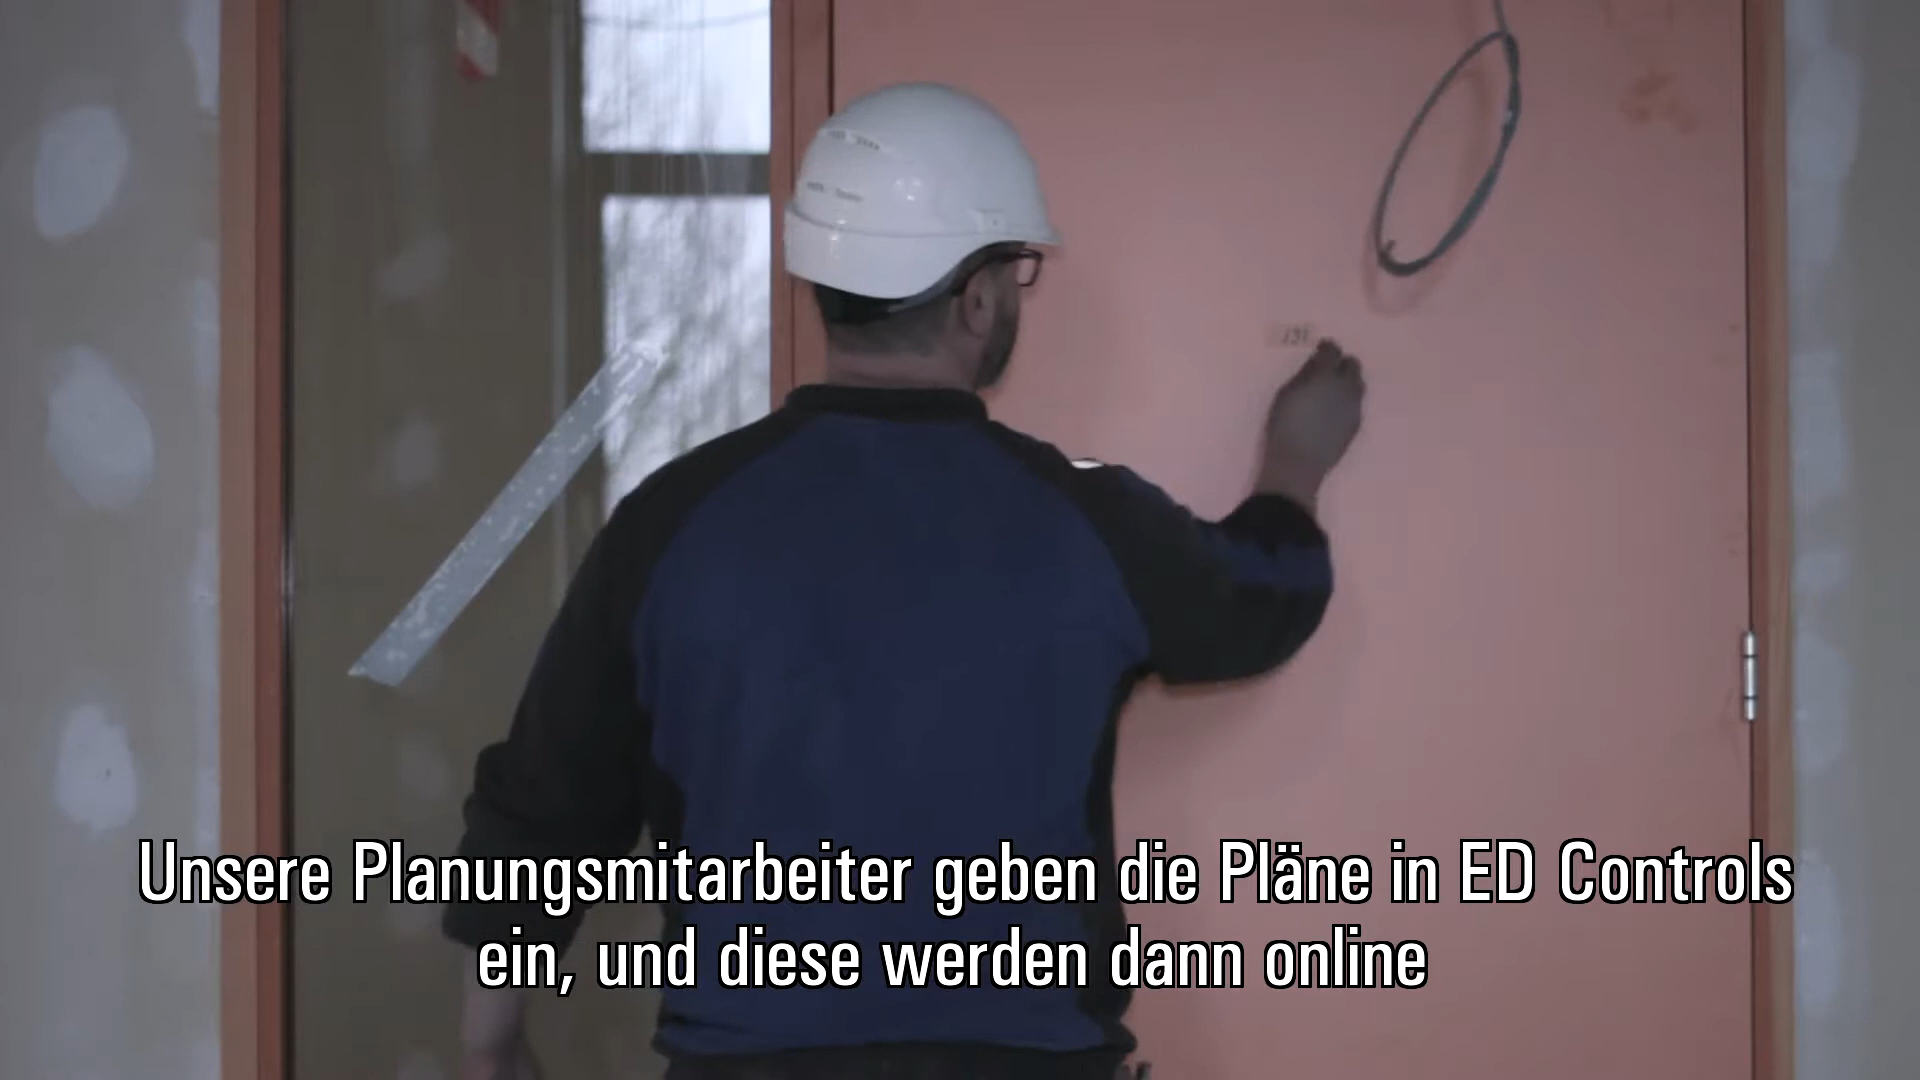 Unsere Planungsmitarbeiter geben die Pläne in ED Controls
ein, und diese werden dann online